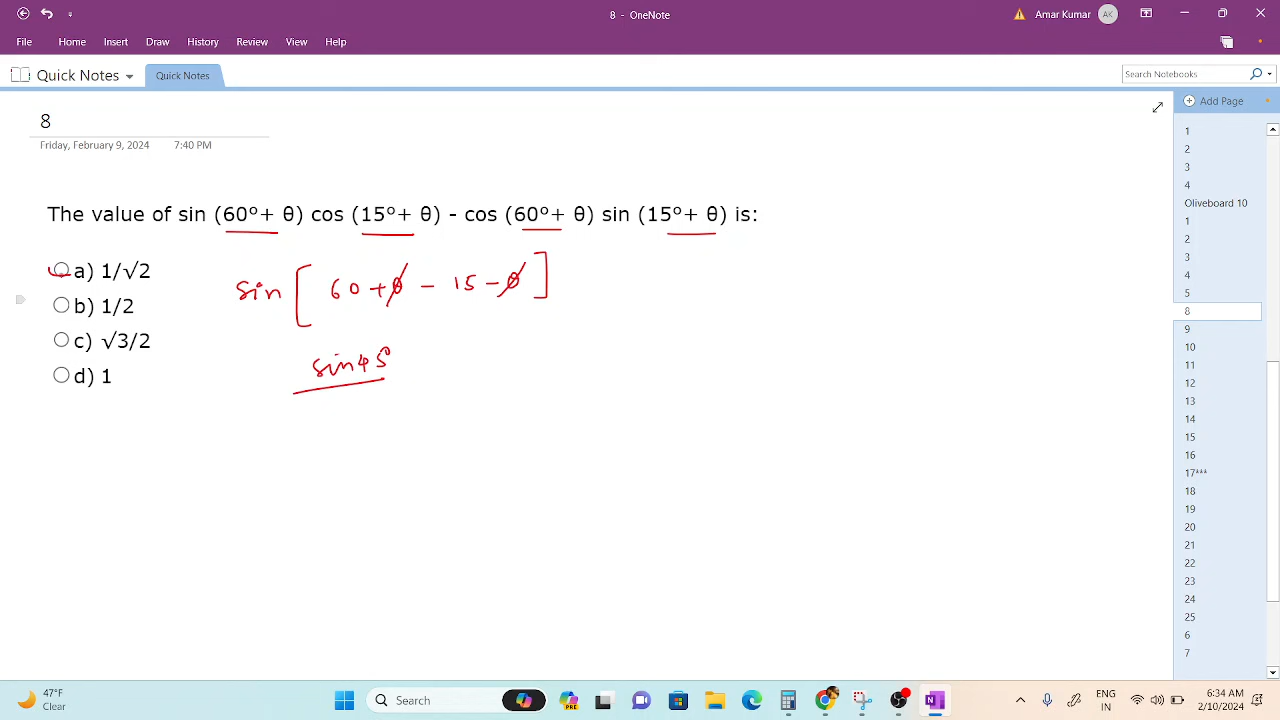 8 - OneNote
Amar Kumar AK
File Home Insert Draw History Review View Help
Quick Notes Quick Notes Search Notebooks
Add Page
8
Friday, February 9, 2024 7:40 PM
The value of sin (60°+ θ) cos (15°+ θ) - cos (60°+ θ) sin (15°+ θ) is:
a) 1/√2
b) 1/2
c) √3/2
d) 1
sin [ 60 + θ - 15 - θ ]
sin 45°
1
2
3
4
Oliveboard 10
1
2
3
4
5
8
9
10
11
12
13
14
15
16
17***
18
19
20
21
22
23
24
25
6
7
47°F
Clear
Search
PRE
ENG
IN
6:34 AM
2/10/2024